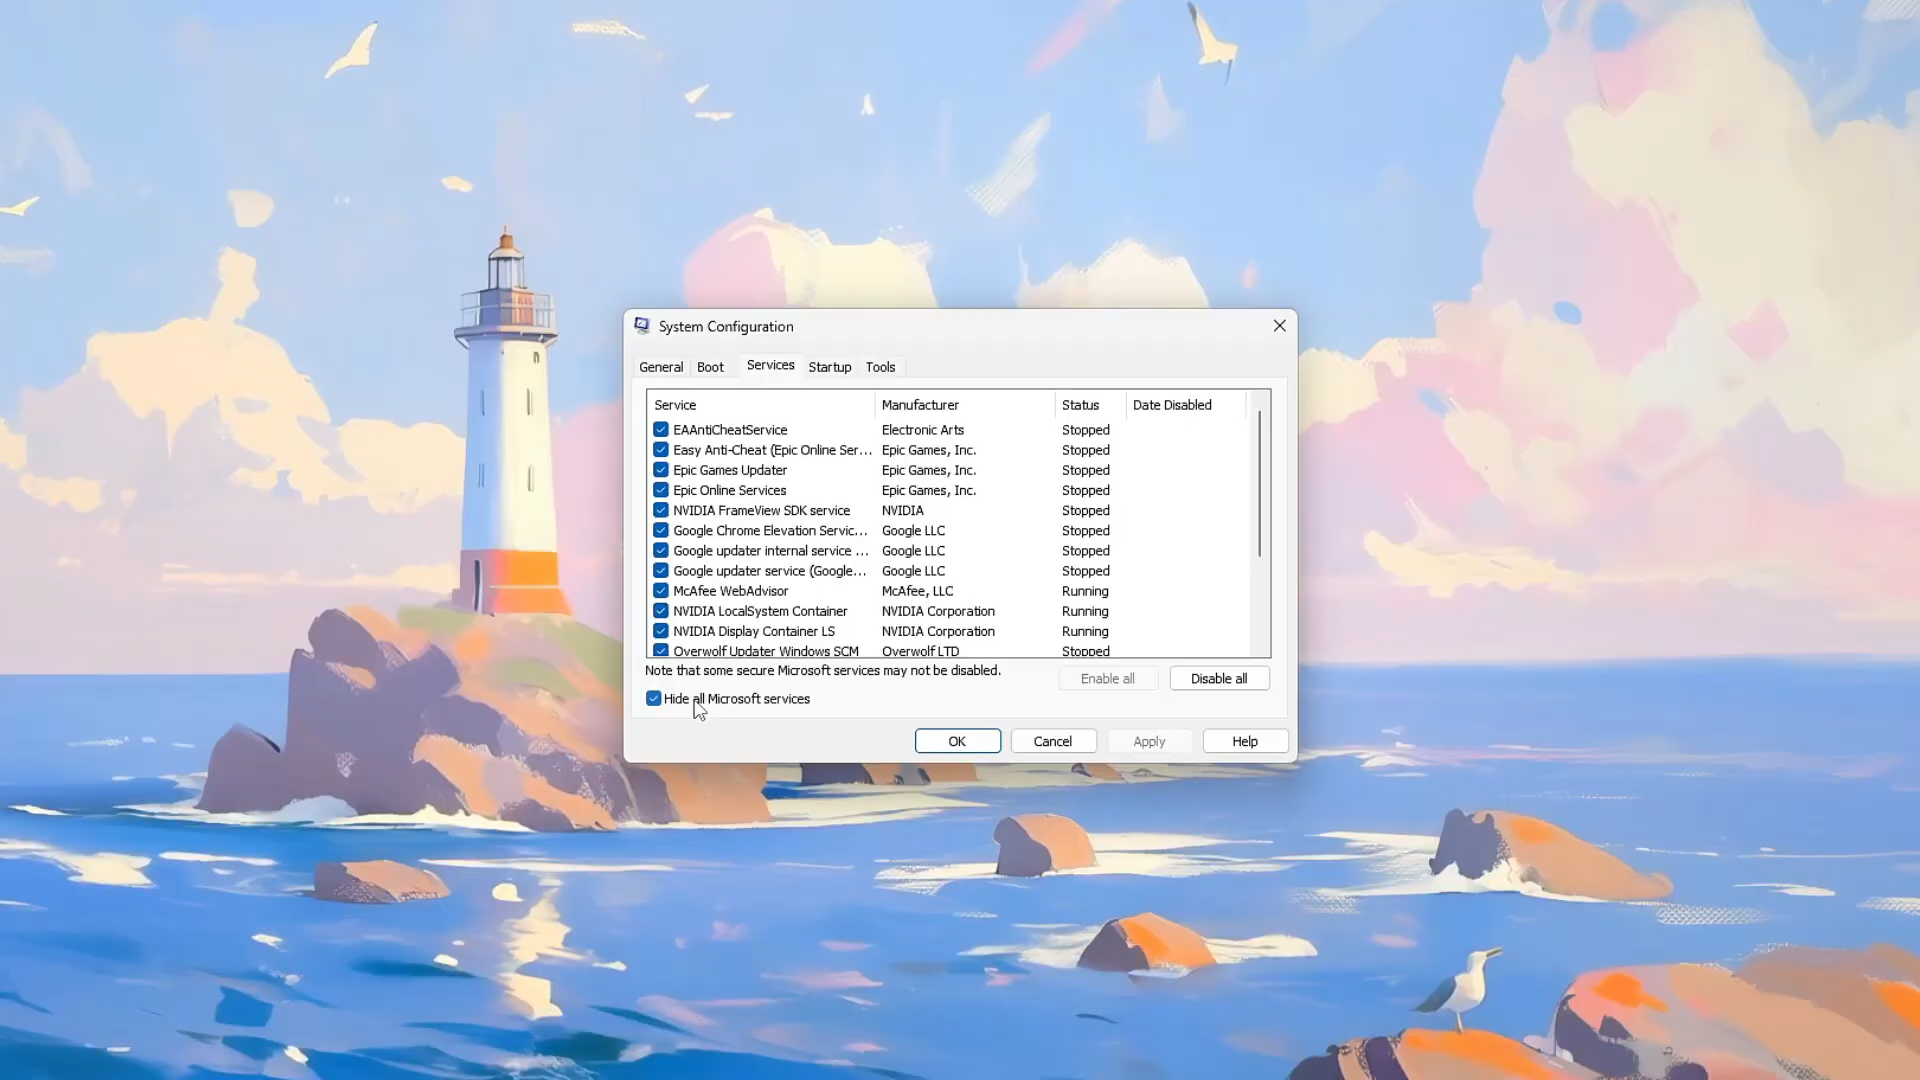 System Configuration
General Boot Services Startup Tools
Service Manufacturer Status Date Disabled
EAAntiCheatService Electronic Arts Stopped
Easy Anti-Cheat (Epic Online Ser... Epic Games, Inc. Stopped
Epic Games Updater Epic Games, Inc. Stopped
Epic Online Services Epic Games, Inc. Stopped
NVIDIA FrameView SDK service NVIDIA Stopped
Google Chrome Elevation Servic... Google LLC Stopped
Google updater internal service ... Google LLC Stopped
Google updater service (Google... Google LLC Stopped
McAfee WebAdvisor McAfee, LLC Running
NVIDIA LocalSystem Container NVIDIA Corporation Running
NVIDIA Display Container LS NVIDIA Corporation Running
Overwolf Updater Windows SCM Overwolf LTD Stopped
Note that some secure Microsoft services may not be disabled.
Enable all Disable all
Hide all Microsoft services
OK Cancel Apply Help